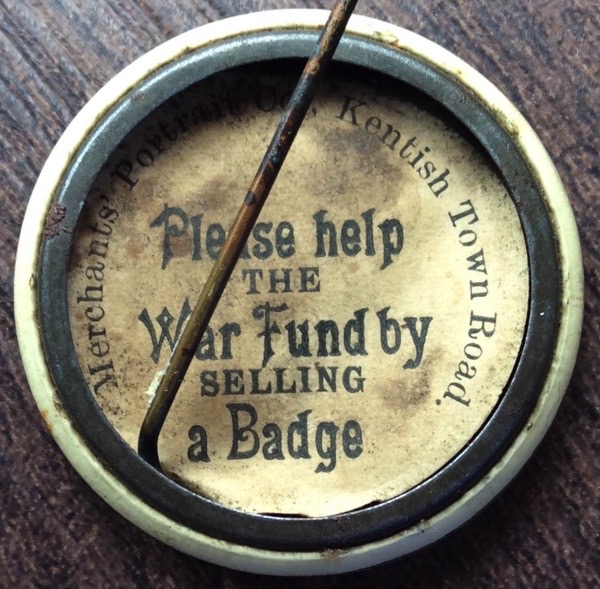 Merchants' Portrait Co., Kentish Town Road.
Please help
THE
War Fund by
SELLING
a Badge